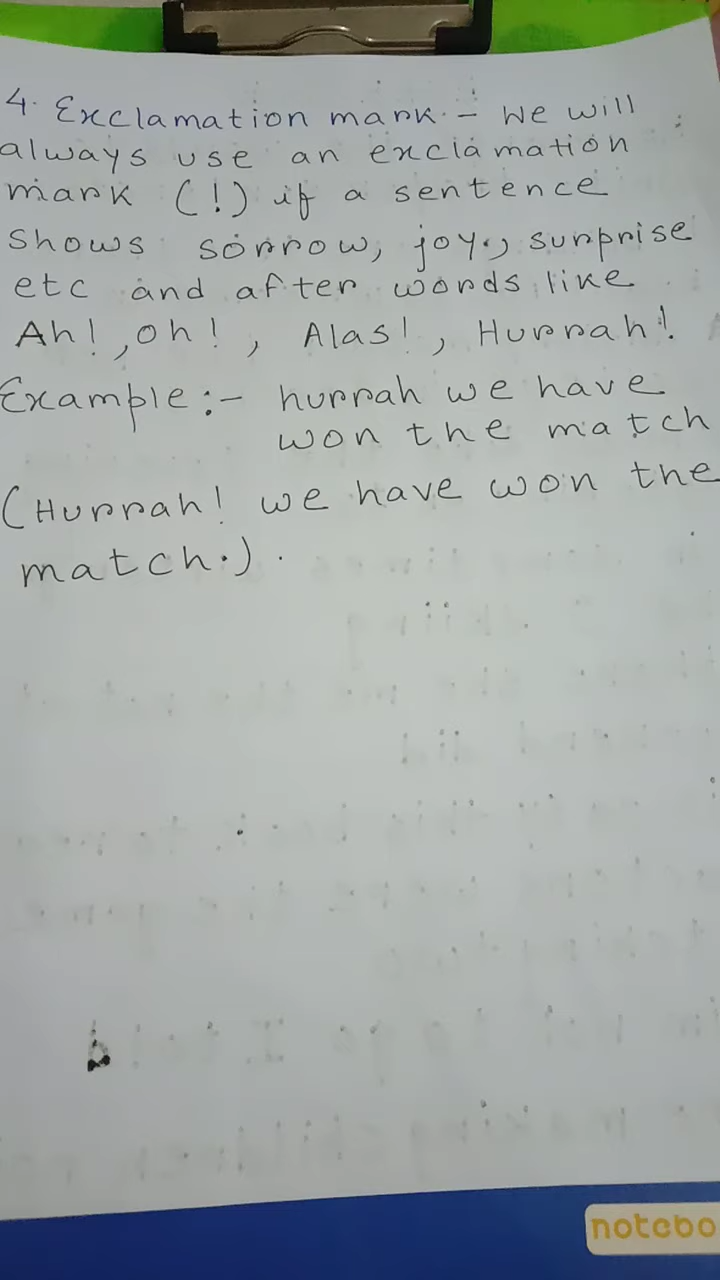 4. Exclamation mark - We will
always use an exclamation
mark (!) if a sentence
shows sorrow, joy, surprise
etc and after words like
Ah!, oh!, Alas!, Hurrah!
Example:- hurrah we have
won the match
(Hurrah! we have won the
match.).
notebo